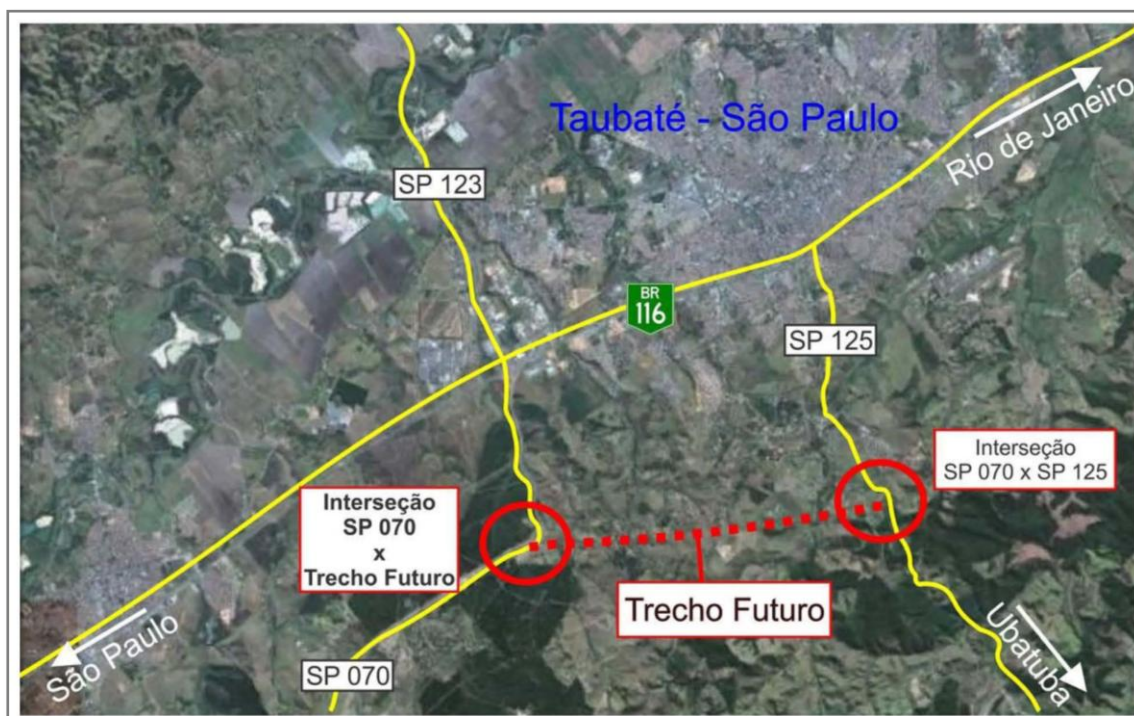 Taubaté - São Paulo
Rio de Janeiro
SP 123
BR
116
SP 125
Interseção
SP 070 x SP 125
Interseção
SP 070
x
Trecho Futuro
Trecho Futuro
São Paulo
SP 070
Ubatuba